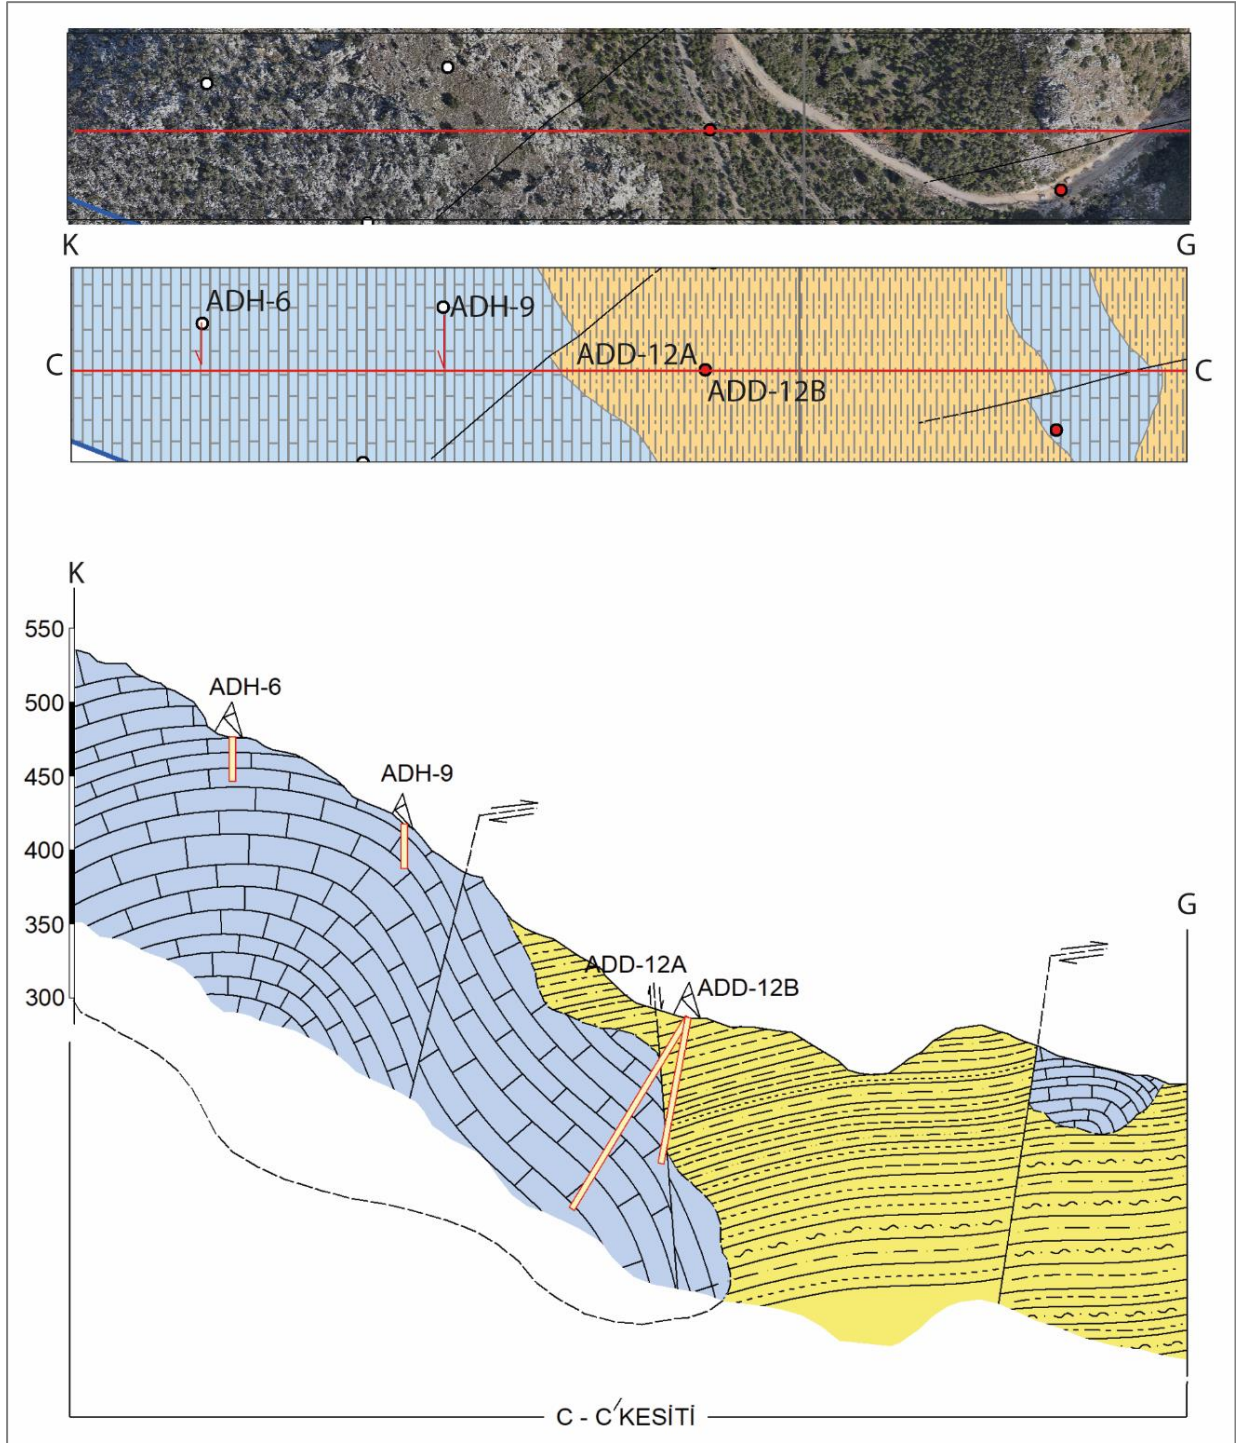 K G
ADH-6
ADH-9
C ADD-12A C
ADD-12B
K
550
ADH-6
500
450
ADH-9
400
350
G
ADD-12A
ADD-12B
300
C - C'KESİTİ